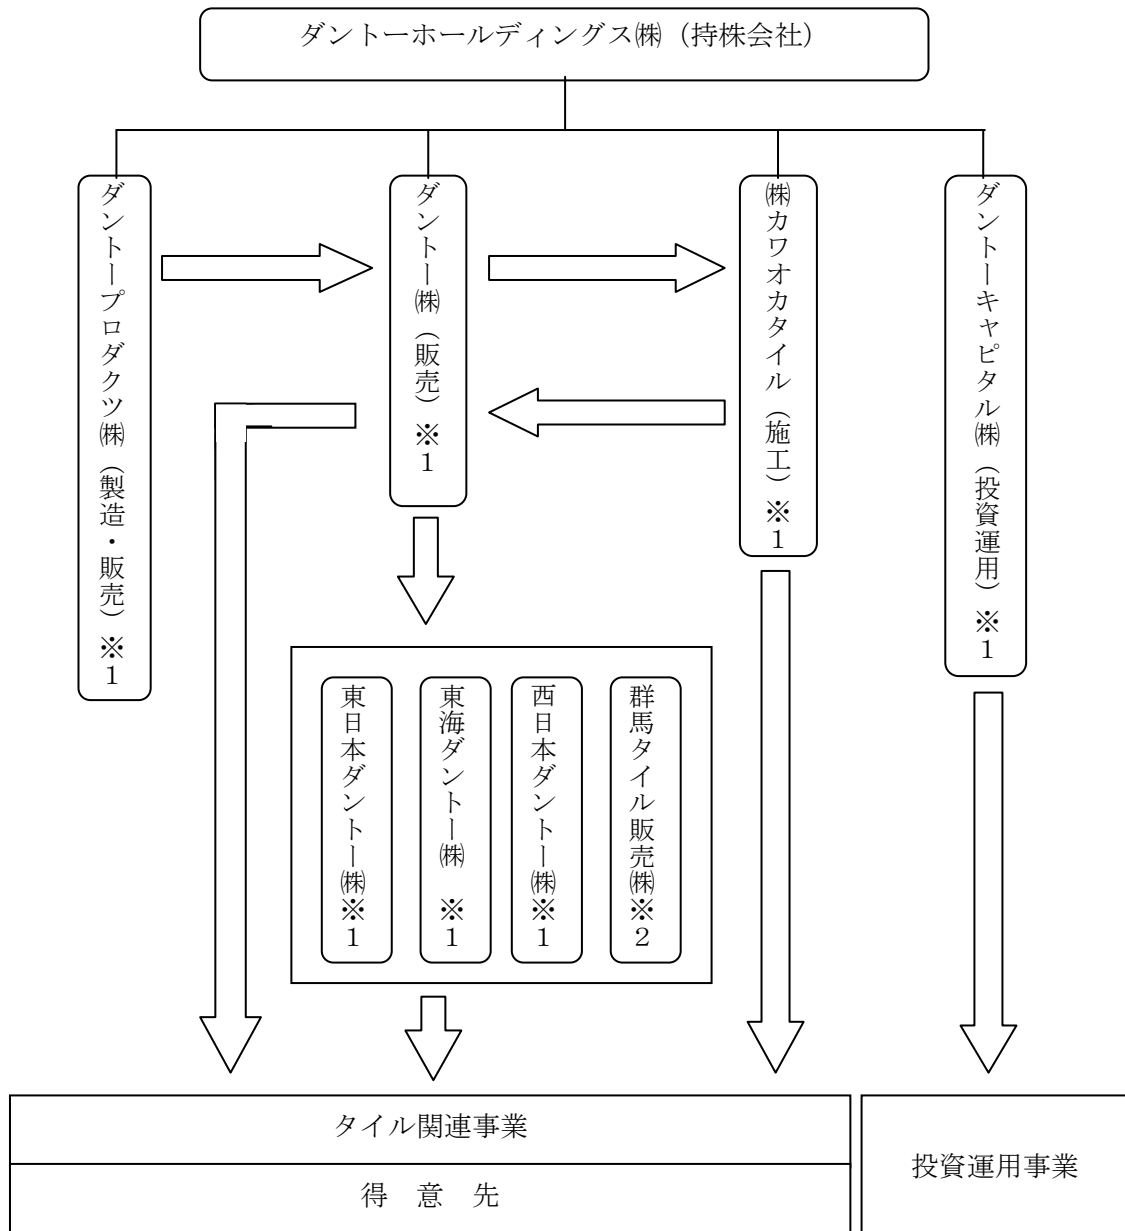 ダントーホールディングス㈱（持株会社）
ダントープロダクツ㈱（製造・販売）※１
ダントー㈱（販売）※１
㈱カワオカタイル（施工）※１
ダントーキャピタル㈱（投資運用）※１
東日本ダントー㈱※１
東海ダントー㈱　※１
西日本ダントー㈱※１
群馬タイル販売㈱※２
タイル関連事業
得　意　先
投資運用事業